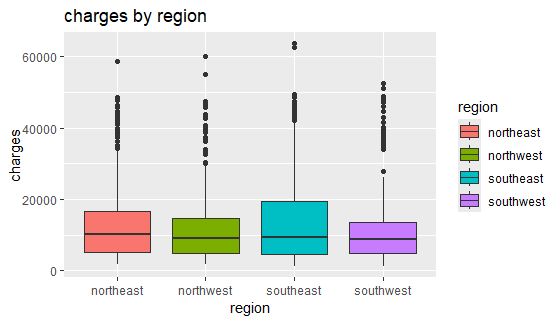 charges by region
charges
60000
40000
20000
0
northeast northwest southeast southwest
region
region
northeast
northwest
southeast
southwest